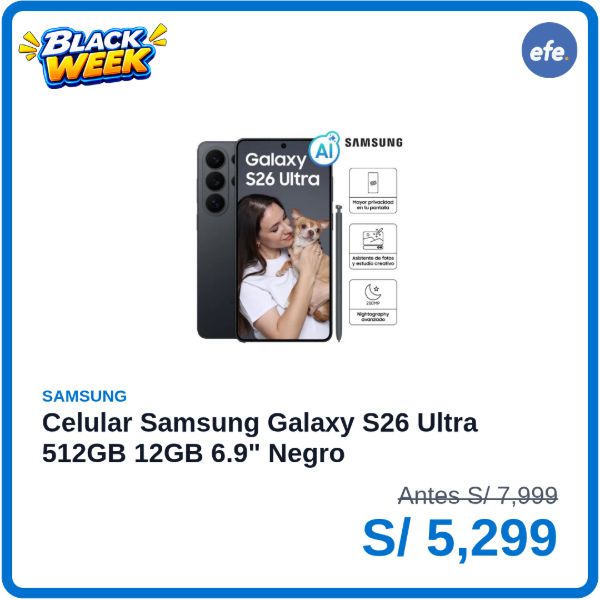 BLACK
WEEK
efe.
Galaxy
S26 Ultra
AI
SAMSUNG
Mayor privacidad
en tu pantalla
Asistente de fotos
y estudio creativo
200MP
Nightography
avanzado
SAMSUNG
Celular Samsung Galaxy S26 Ultra
512GB 12GB 6.9" Negro
Antes S/ 7,999
S/ 5,299